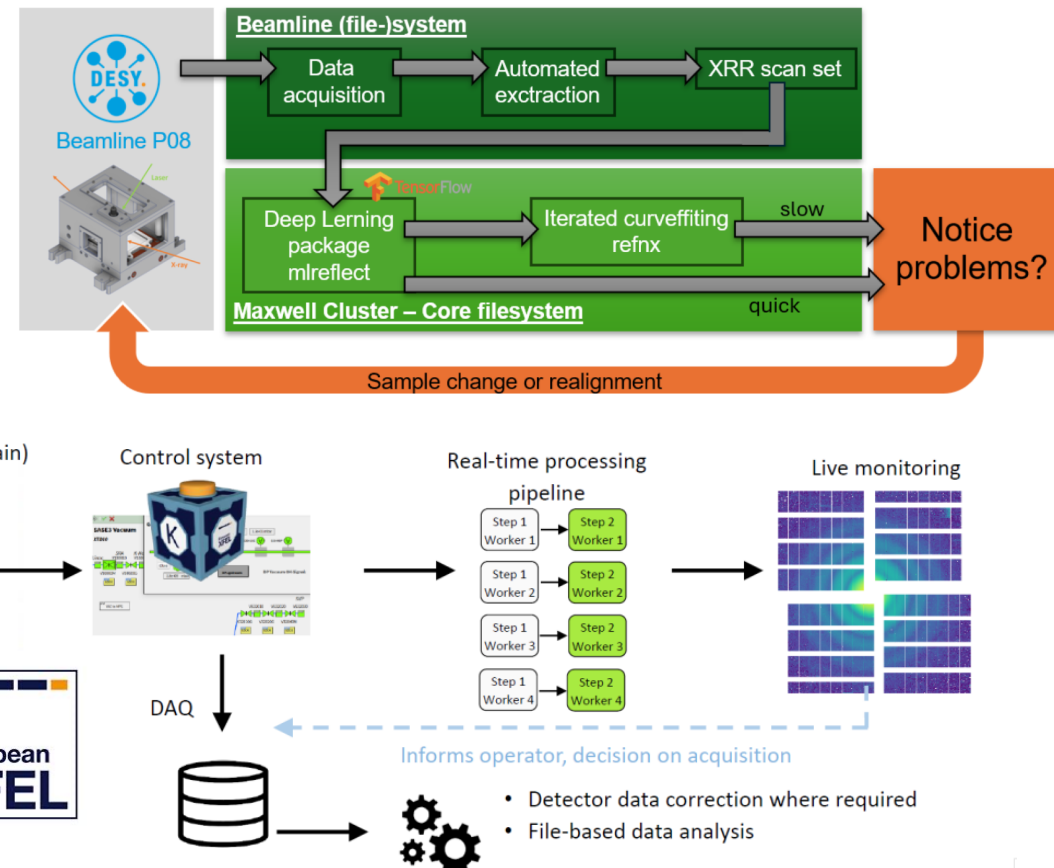 Beamline (file-)system
DESY.
Beamline P08
Data
acquisition
Automated
exctraction
XRR scan set
Laser
X-ray
TensorFlow
Deep Lerning
package
mlreflect
Iterated curveffiting
refnx
slow
quick
Maxwell Cluster – Core filesystem
Notice
problems?
Sample change or realignment
ain)
Control system
Real-time processing
pipeline
Live monitoring
SASE3 Vacuum
K
Step 1
Worker 1
Step 2
Worker 1
Step 1
Worker 2
Step 2
Worker 2
Step 1
Worker 3
Step 2
Worker 3
Step 1
Worker 4
Step 2
Worker 4
DAQ
Informs operator, decision on acquisition
pean
FEL
• Detector data correction where required
• File-based data analysis